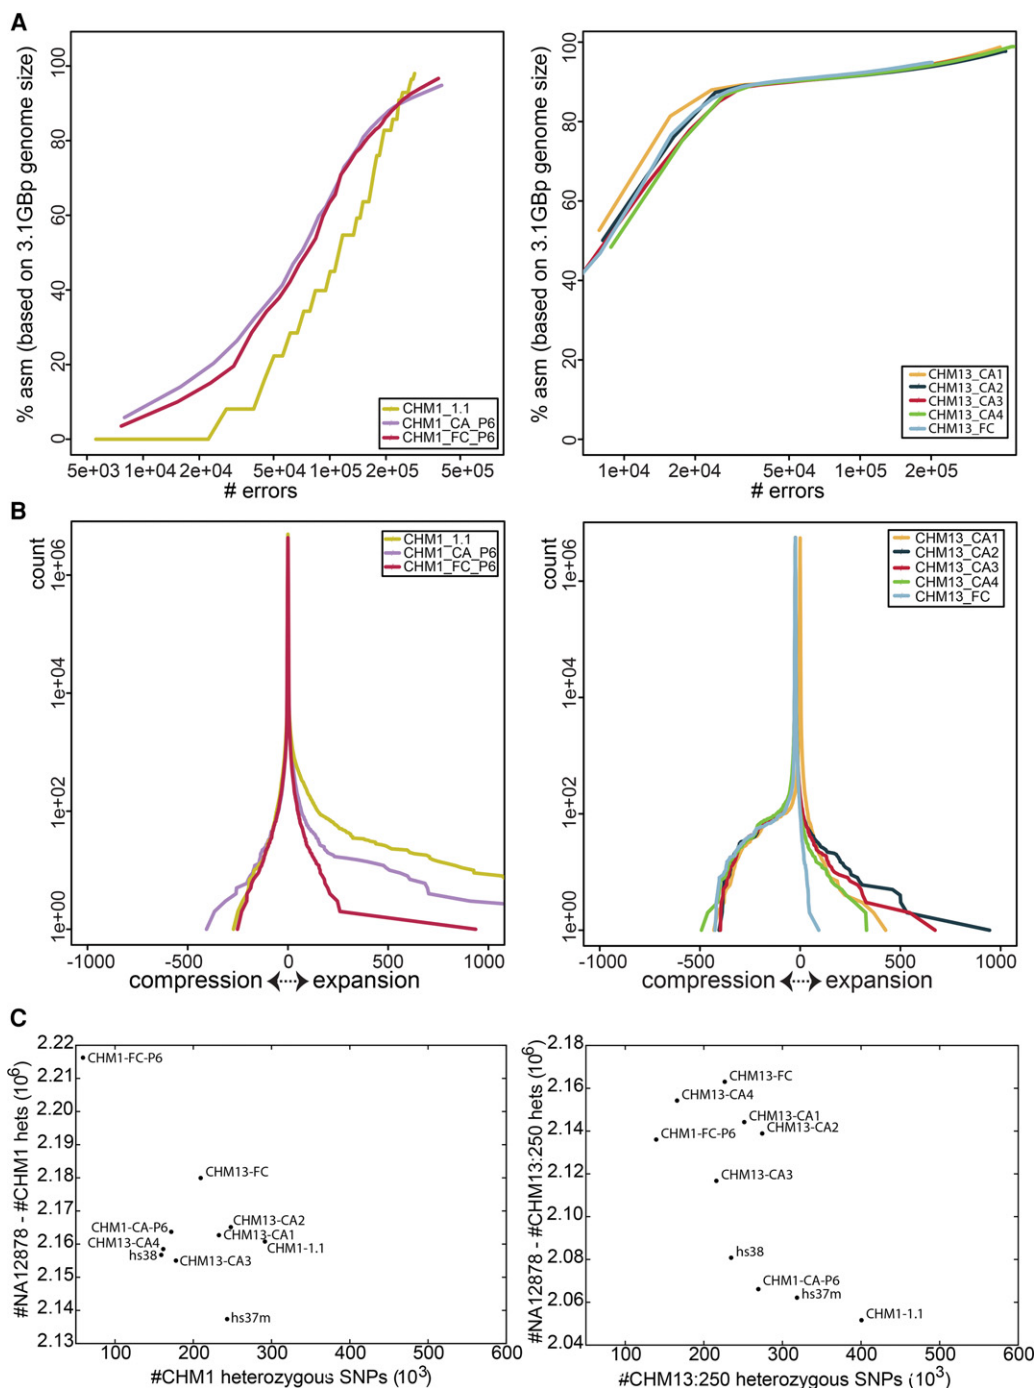 A
% asm (based on 3.1GBp genome size)
100
80
60
40
20
0
5e+03 1e+04 2e+04 5e+04 1e+05 2e+05 5e+05
# errors
CHM1_1.1
CHM1_CA_P6
CHM1_FC_P6
% asm (based on 3.1GBp genome size)
100
80
60
40
20
0
1e+04 2e+04 5e+04 1e+05 2e+05
# errors
CHM13_CA1
CHM13_CA2
CHM13_CA3
CHM13_CA4
CHM13_FC
B
count
1e+06
1e+04
1e+02
1e+00
-1000 -500 0 500 1000
compression expansion
CHM1_1.1
CHM1_CA_P6
CHM1_FC_P6
count
1e+06
1e+04
1e+02
1e+00
-1000 -500 0 500 1000
compression expansion
CHM13_CA1
CHM13_CA2
CHM13_CA3
CHM13_CA4
CHM13_FC
C
#NA12878 - #CHM1 hets (10⁶)
2.22
2.21
2.20
2.19
2.18
2.17
2.16
2.15
2.14
2.13
CHM1-FC-P6
CHM13-FC
CHM13-CA2
CHM1-CA-P6
CHM13-CA1
CHM13-CA4
CHM1-1.1
hs38
CHM13-CA3
hs37m
100 200 300 400 500 600
#CHM1 heterozygous SNPs (10³)
#NA12878 - #CHM13:250 hets (10⁶)
2.18
2.16
2.14
2.12
2.10
2.08
2.06
2.04
CHM13-FC
CHM13-CA4
CHM13-CA1
CHM1-FC-P6
CHM13-CA2
CHM13-CA3
hs38
CHM1-CA-P6
hs37m
CHM1-1.1
100 200 300 400 500 600
#CHM13:250 heterozygous SNPs (10³)